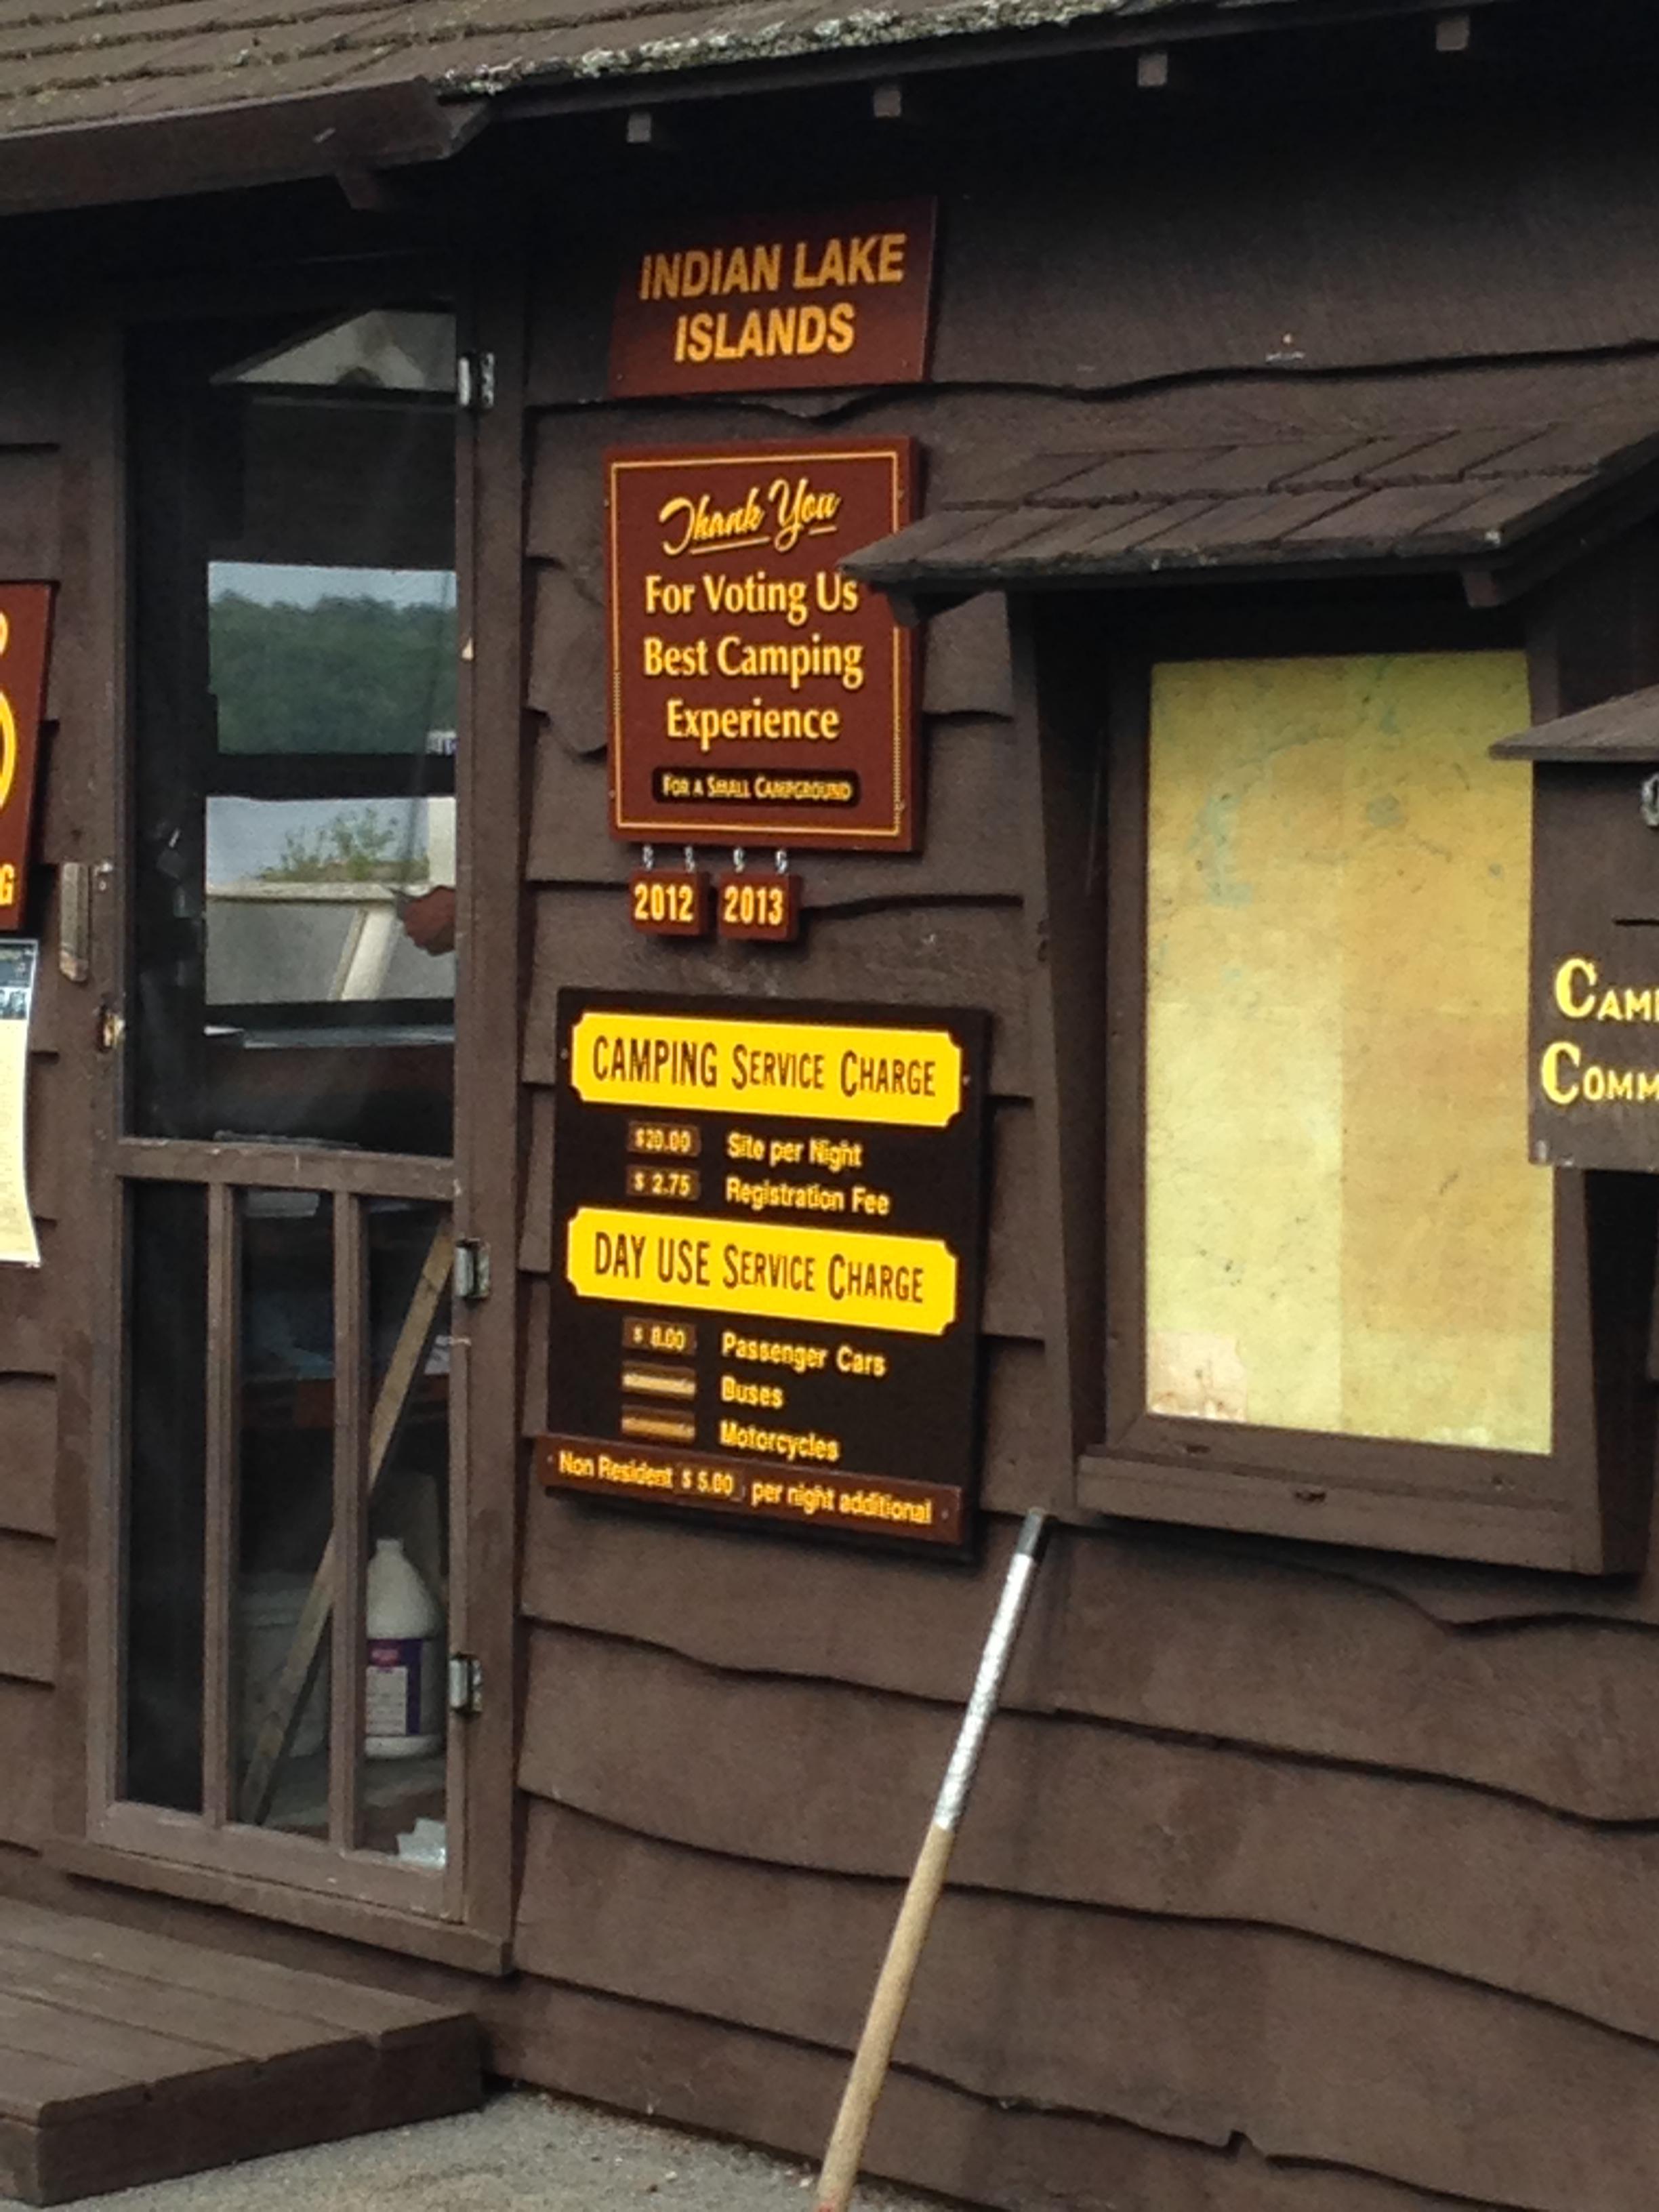 INDIAN LAKE
ISLANDS
Thank You
For Voting Us
Best Camping
Experience
FOR A SMALL CAMPGROUND
2012 2013
CAMPING SERVICE CHARGE
$20.00 Site per Night
$ 2.75 Registration Fee
DAY USE SERVICE CHARGE
$ 8.00 Passenger Cars
Buses
Motorcycles
Non Resident $ 5.00 per night additional
G
CAM
COMM